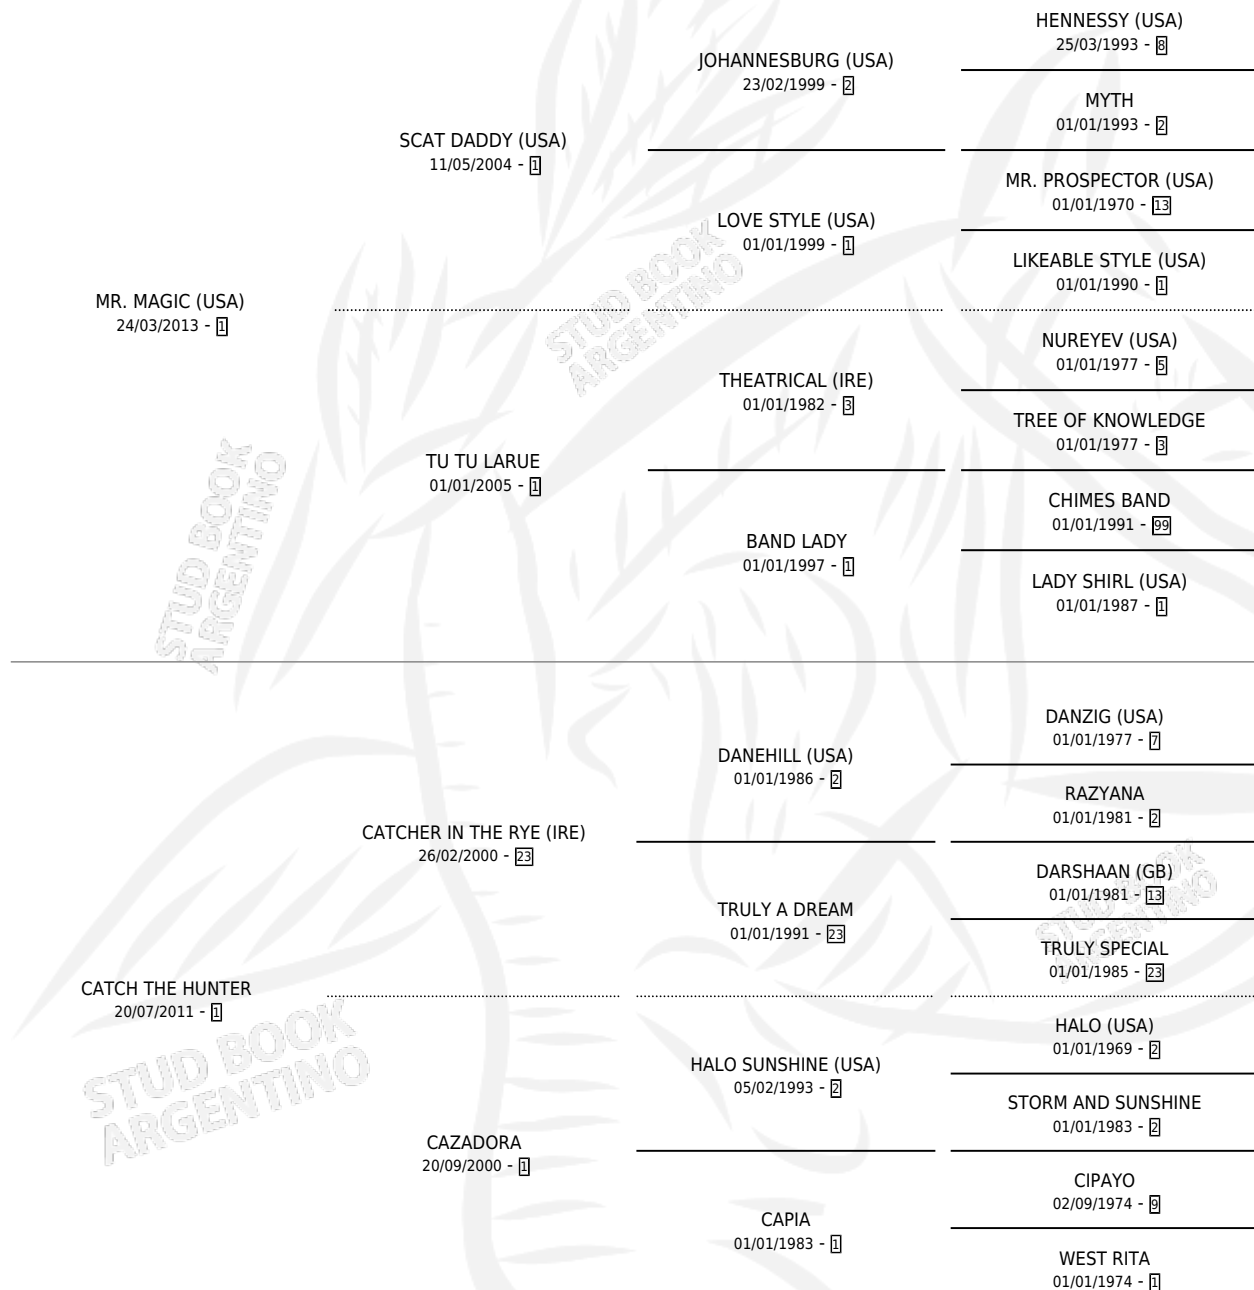 HENNESSY (USA)
25/03/1993 - 8
JOHANNESBURG (USA)
23/02/1999 - 2
MYTH
01/01/1993 - 2
SCAT DADDY (USA)
11/05/2004 - 1
MR. PROSPECTOR (USA)
01/01/1970 - 13
LOVE STYLE (USA)
01/01/1999 - 1
LIKEABLE STYLE (USA)
01/01/1990 - 1
MR. MAGIC (USA)
24/03/2013 - 1
NUREYEV (USA)
01/01/1977 - 5
THEATRICAL (IRE)
01/01/1982 - 3
TREE OF KNOWLEDGE
01/01/1977 - 3
TU TU LARUE
01/01/2005 - 1
CHIMES BAND
01/01/1991 - 99
BAND LADY
01/01/1997 - 1
LADY SHIRL (USA)
01/01/1987 - 1
DANZIG (USA)
01/01/1977 - 7
DANEHILL (USA)
01/01/1986 - 2
RAZYANA
01/01/1981 - 2
CATCHER IN THE RYE (IRE)
26/02/2000 - 23
DARSHAAN (GB)
01/01/1981 - 13
TRULY A DREAM
01/01/1991 - 23
TRULY SPECIAL
01/01/1985 - 23
CATCH THE HUNTER
20/07/2011 - 1
HALO (USA)
01/01/1969 - 2
HALO SUNSHINE (USA)
05/02/1993 - 2
STORM AND SUNSHINE
01/01/1983 - 2
CAZADORA
20/09/2000 - 1
CIPAYO
02/09/1974 - 9
CAPIA
01/01/1983 - 1
WEST RITA
01/01/1974 - 1
STUD BOOK
ARGENTINO
STUD BOOK
ARGENTINO
STUD BOOK
ARGENTINO
STUD BOOK
ARGENTINO